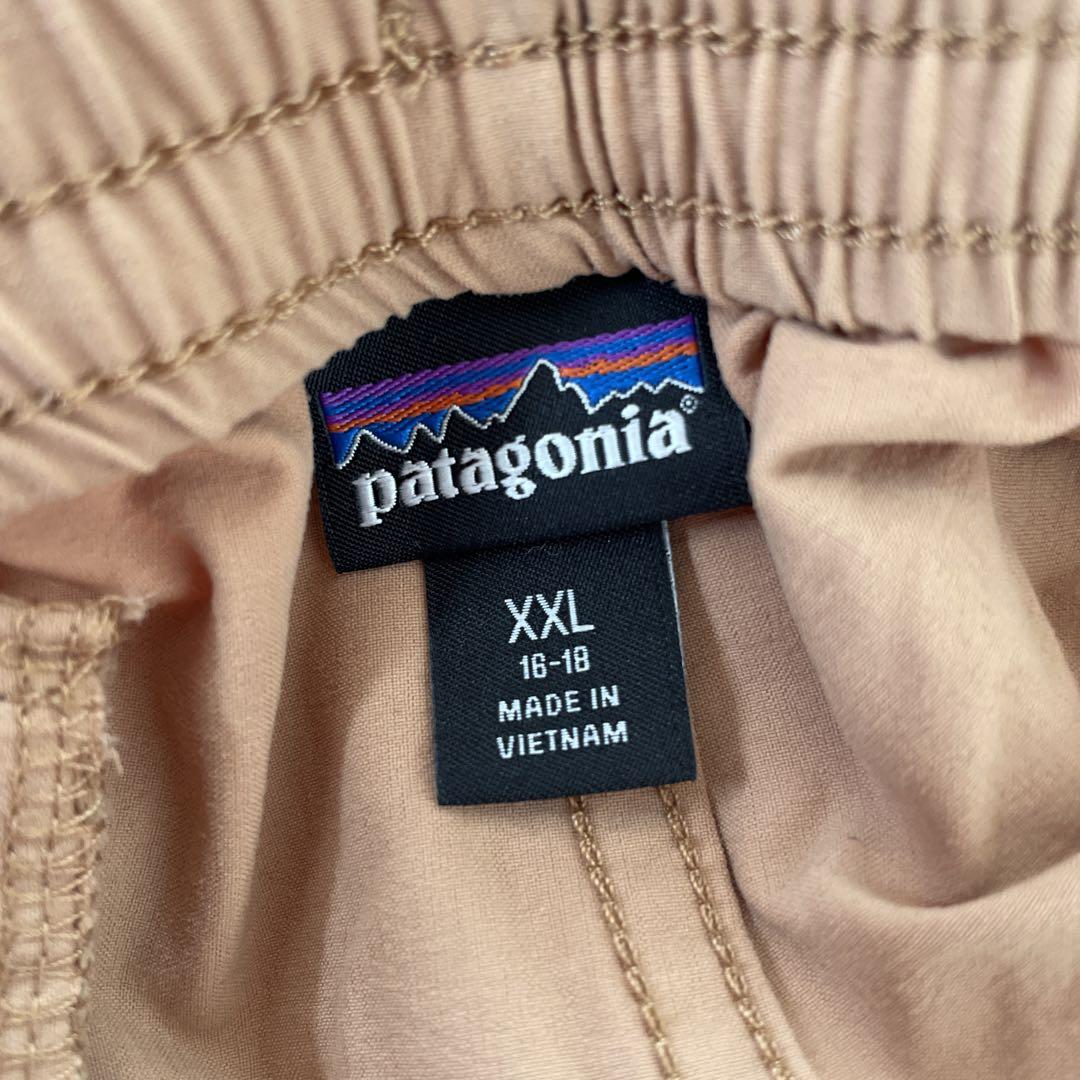 patagonia®
XXL
16-18
MADE IN
VIETNAM